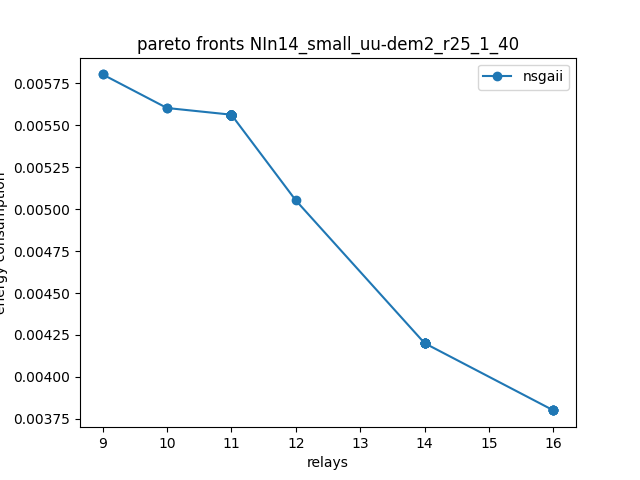 pareto fronts NIn14_small_uu-dem2_r25_1_40
nsgaii
0.00575
0.00550
0.00525
0.00500
0.00475
0.00450
0.00425
0.00400
0.00375
energy consumption
9 10 11 12 13 14 15 16
relays